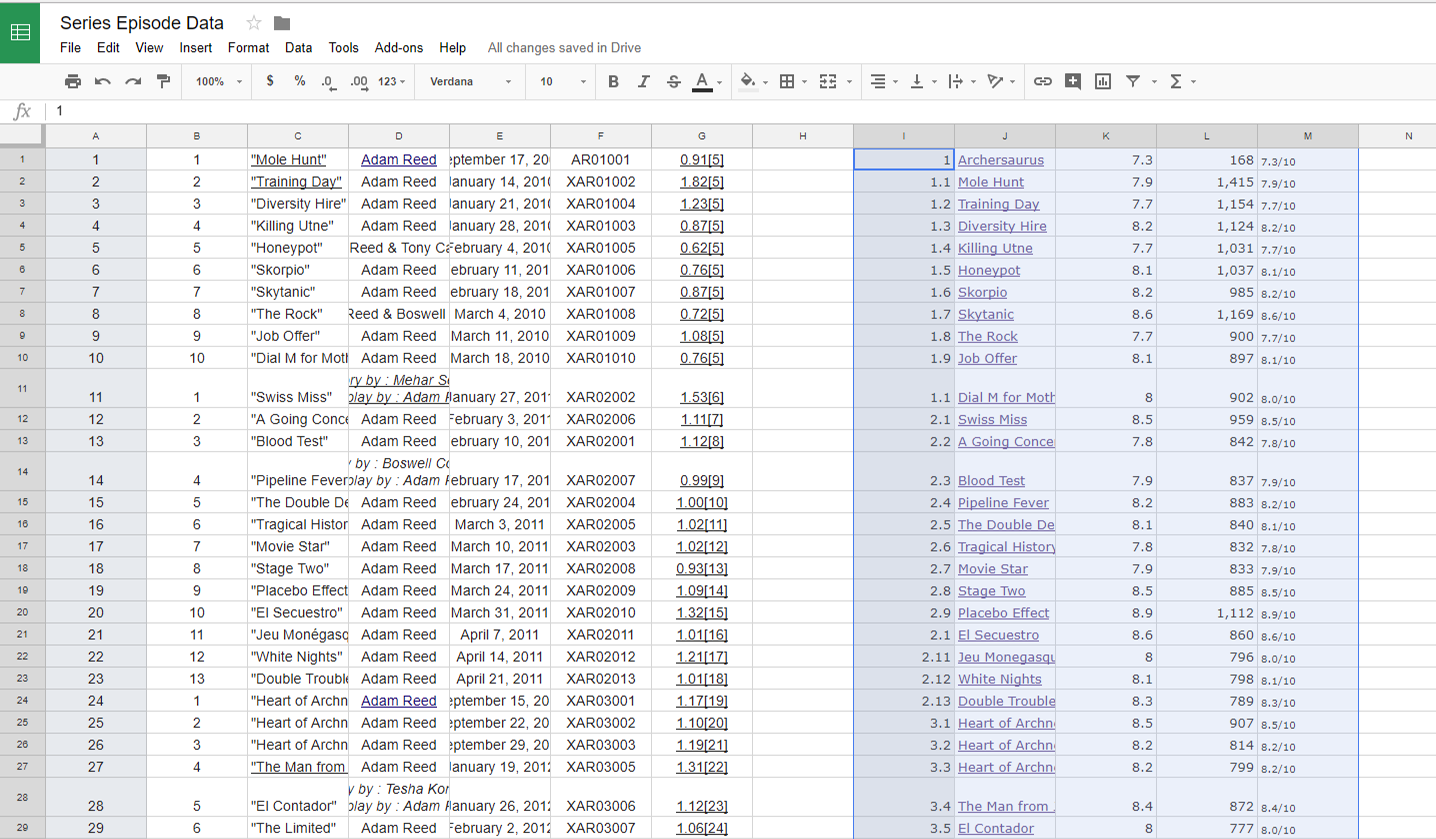 Series Episode Data
File Edit View Insert Format Data Tools Add-ons Help All changes saved in Drive
100% $ % .0 .00 123 Verdana 10 B I S A Σ
fx 1
A B C D E F G H I J K L M N
1 1 1 "Mole Hunt" Adam Reed eptember 17, 20 AR01001 0.91[5] 1 Archersaurus 7.3 168 7.3/10
2 2 2 "Training Day" Adam Reed January 14, 2010 XAR01002 1.82[5] 1.1 Mole Hunt 7.9 1,415 7.9/10
3 3 3 "Diversity Hire" Adam Reed January 21, 2010 XAR01004 1.23[5] 1.2 Training Day 7.7 1,154 7.7/10
4 4 4 "Killing Utne" Adam Reed January 28, 2010 XAR01003 0.87[5] 1.3 Diversity Hire 8.2 1,124 8.2/10
5 5 5 "Honeypot" Reed & Tony Ca February 4, 2010 XAR01005 0.62[5] 1.4 Killing Utne 7.7 1,031 7.7/10
6 6 6 "Skorpio" Adam Reed ebruary 11, 201 XAR01006 0.76[5] 1.5 Honeypot 8.1 1,037 8.1/10
7 7 7 "Skytanic" Adam Reed ebruary 18, 201 XAR01007 0.87[5] 1.6 Skorpio 8.2 985 8.2/10
8 8 8 "The Rock" Reed & Boswell March 4, 2010 XAR01008 0.72[5] 1.7 Skytanic 8.6 1,169 8.6/10
9 9 9 "Job Offer" Adam Reed March 11, 2010 XAR01009 1.08[5] 1.8 The Rock 7.7 900 7.7/10
10 10 10 "Dial M for Moth Adam Reed March 18, 2010 XAR01010 0.76[5] 1.9 Job Offer 8.1 897 8.1/10
ry by : Mehar Se
11 11 1 "Swiss Miss" play by : Adam R January 27, 2011 XAR02002 1.53[6] 1.1 Dial M for Moth 8 902 8.0/10
12 12 2 "A Going Conce Adam Reed February 3, 2011 XAR02006 1.11[7] 2.1 Swiss Miss 8.5 959 8.5/10
13 13 3 "Blood Test" Adam Reed ebruary 10, 201 XAR02001 1.12[8] 2.2 A Going Concer 7.8 842 7.8/10
y by : Boswell Co
14 14 4 "Pipeline Fever play by : Adam R ebruary 17, 201 XAR02007 0.99[9] 2.3 Blood Test 7.9 837 7.9/10
15 15 5 "The Double De Adam Reed ebruary 24, 201 XAR02004 1.00[10] 2.4 Pipeline Fever 8.2 883 8.2/10
16 16 6 "Tragical Histor Adam Reed March 3, 2011 XAR02005 1.02[11] 2.5 The Double De 8.1 840 8.1/10
17 17 7 "Movie Star" Adam Reed March 10, 2011 XAR02003 1.02[12] 2.6 Tragical History 7.8 832 7.8/10
18 18 8 "Stage Two" Adam Reed March 17, 2011 XAR02008 0.93[13] 2.7 Movie Star 7.9 833 7.9/10
19 19 9 "Placebo Effect Adam Reed March 24, 2011 XAR02009 1.09[14] 2.8 Stage Two 8.5 885 8.5/10
20 20 10 "El Secuestro" Adam Reed March 31, 2011 XAR02010 1.32[15] 2.9 Placebo Effect 8.9 1,112 8.9/10
21 21 11 "Jeu Monégasq Adam Reed April 7, 2011 XAR02011 1.01[16] 2.1 El Secuestro 8.6 860 8.6/10
22 22 12 "White Nights" Adam Reed April 14, 2011 XAR02012 1.21[17] 2.11 Jeu Monegasqu 8 796 8.0/10
23 23 13 "Double Trouble Adam Reed April 21, 2011 XAR02013 1.01[18] 2.12 White Nights 8.1 798 8.1/10
24 24 1 "Heart of Archn Adam Reed eptember 15, 20 XAR03001 1.17[19] 2.13 Double Trouble 8.3 789 8.3/10
25 25 2 "Heart of Archn Adam Reed eptember 22, 20 XAR03002 1.10[20] 3.1 Heart of Archne 8.5 907 8.5/10
26 26 3 "Heart of Archn Adam Reed eptember 29, 20 XAR03003 1.19[21] 3.2 Heart of Archne 8.2 814 8.2/10
27 27 4 "The Man from Adam Reed January 19, 2012 XAR03005 1.31[22] 3.3 Heart of Archne 8.2 799 8.2/10
y by : Tesha Kon
28 28 5 "El Contador" play by : Adam R January 26, 2012 XAR03006 1.12[23] 3.4 The Man from 8.4 872 8.4/10
29 29 6 "The Limited" Adam Reed February 2, 2012 XAR03007 1.06[24] 3.5 El Contador 8 777 8.0/10